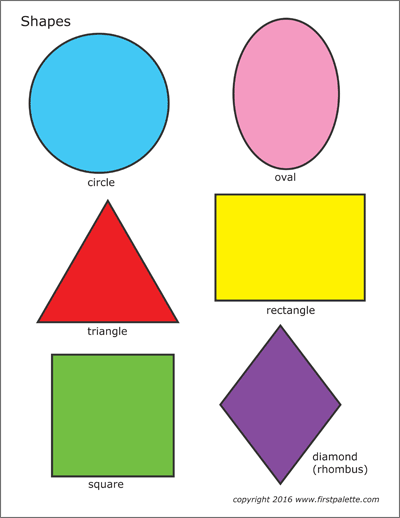 Shapes
circle
oval
triangle
rectangle
square
diamond
(rhombus)
copyright 2016 www.firstpalette.com